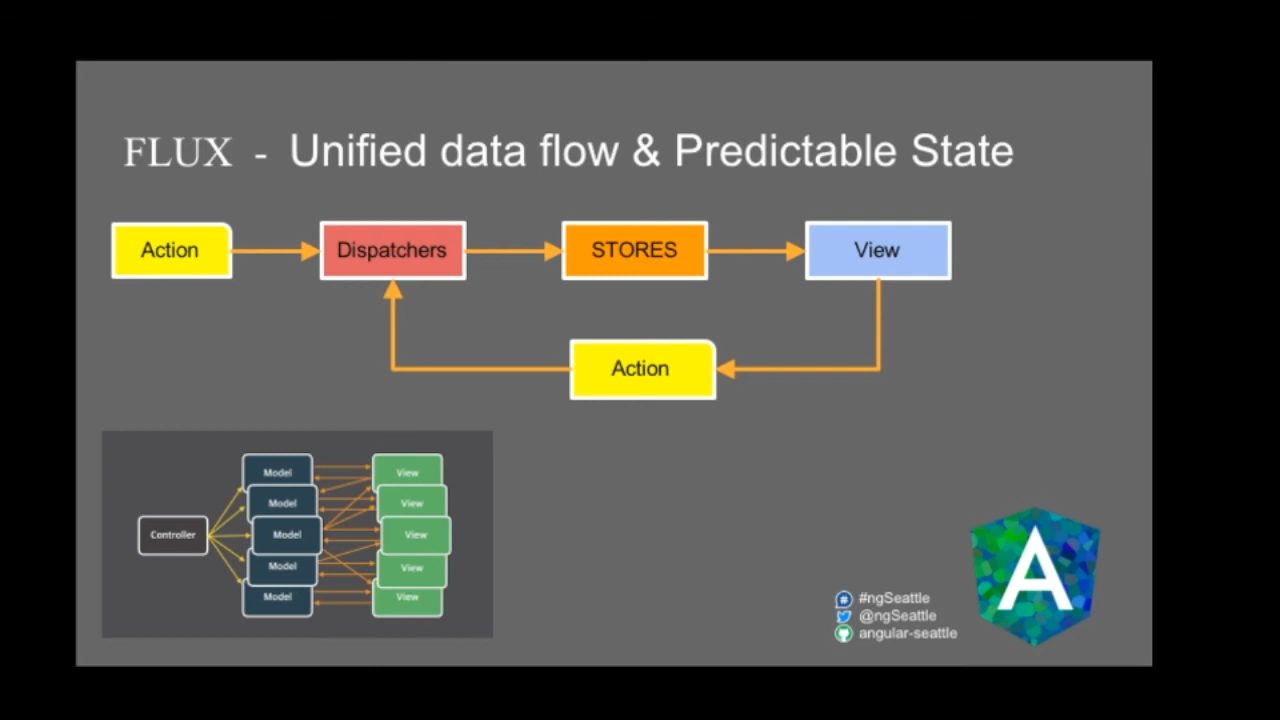 FLUX - Unified data flow & Predictable State
Action
Dispatchers
STORES
View
Action
Controller
Model
Model
Model
Model
Model
View
View
View
View
View
#ngSeattle
@ngSeattle
angular-seattle
A